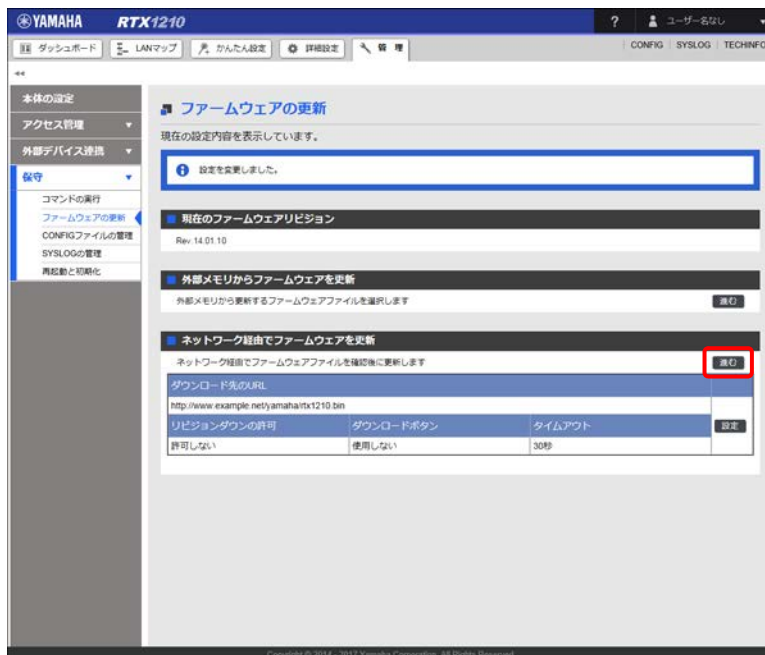 YAMAHA RTX1210 ? ユーザー名なし
ダッシュボード LANマップ かんたん設定 詳細設定 管理 CONFIG SYSLOG TECHINFO
本体の設定
アクセス管理
外部デバイス連携
保守
コマンドの実行
ファームウェアの更新
CONFIGファイルの管理
SYSLOGの管理
再起動と初期化
ファームウェアの更新
現在の設定内容を表示しています。
設定を変更しました。
現在のファームウェアリビジョン
Rev.14.01.10
外部メモリからファームウェアを更新
外部メモリから更新するファームウェアファイルを選択します 進む
ネットワーク経由でファームウェアを更新
ネットワーク経由でファームウェアファイルを確認後に更新します 進む
ダウンロード先のURL
http://www.example.net/yamaha/rtx1210.bin
リビジョンダウンの許可 ダウンロードボタン タイムアウト 設定
許可しない 使用しない 30秒
Copyright © 2014 - 2017 Yamaha Corporation. All Rights Reserved.